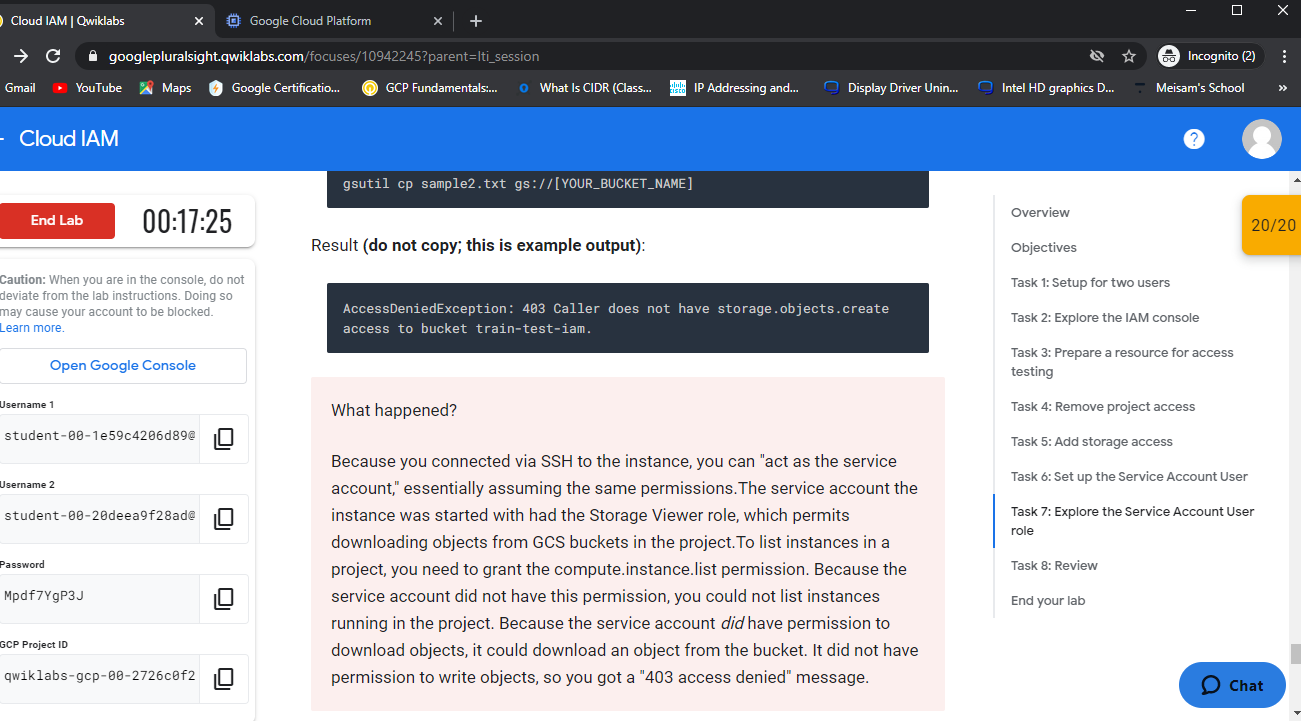 Cloud IAM | Qwiklabs
Google Cloud Platform
googlepluralsight.qwiklabs.com/focuses/10942245?parent=lti_session
Incognito (2)
Gmail
YouTube
Maps
Google Certificatio...
GCP Fundamentals:...
What Is CIDR (Class...
IP Addressing and...
Display Driver Unin...
Intel HD graphics D...
Meisam's School
»
Cloud IAM
?
End Lab
00:17:25
Caution: When you are in the console, do not
deviate from the lab instructions. Doing so
may cause your account to be blocked.
Learn more.
Open Google Console
Username 1
student-00-1e59c4206d89@
Username 2
student-00-20deea9f28ad@
Password
Mpdf7YgP3J
GCP Project ID
qwiklabs-gcp-00-2726c0f2
gsutil cp sample2.txt gs://[YOUR_BUCKET_NAME]
Result (do not copy; this is example output):
AccessDeniedException: 403 Caller does not have storage.objects.create
access to bucket train-test-iam.
What happened?
Because you connected via SSH to the instance, you can "act as the service
account," essentially assuming the same permissions.The service account the
instance was started with had the Storage Viewer role, which permits
downloading objects from GCS buckets in the project.To list instances in a
project, you need to grant the compute.instance.list permission. Because the
service account did not have this permission, you could not list instances
running in the project. Because the service account did have permission to
download objects, it could download an object from the bucket. It did not have
permission to write objects, so you got a "403 access denied" message.
Overview
Objectives
Task 1: Setup for two users
Task 2: Explore the IAM console
Task 3: Prepare a resource for access
testing
Task 4: Remove project access
Task 5: Add storage access
Task 6: Set up the Service Account User
Task 7: Explore the Service Account User
role
Task 8: Review
End your lab
20/20
Chat